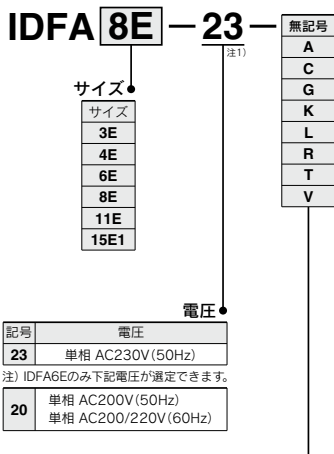 IDFA 8E － 23 －
注1)
無記号
A
C
G
K
L
R
T
V
サイズ
サイズ
3E
4E
6E
8E
11E
15E1
電圧
記号 電圧
23 単相 AC230V(50Hz)
注) IDFA6Eのみ下記電圧が選定できます。
20 単相 AC200V(50Hz)
単相 AC200/220V(60Hz)